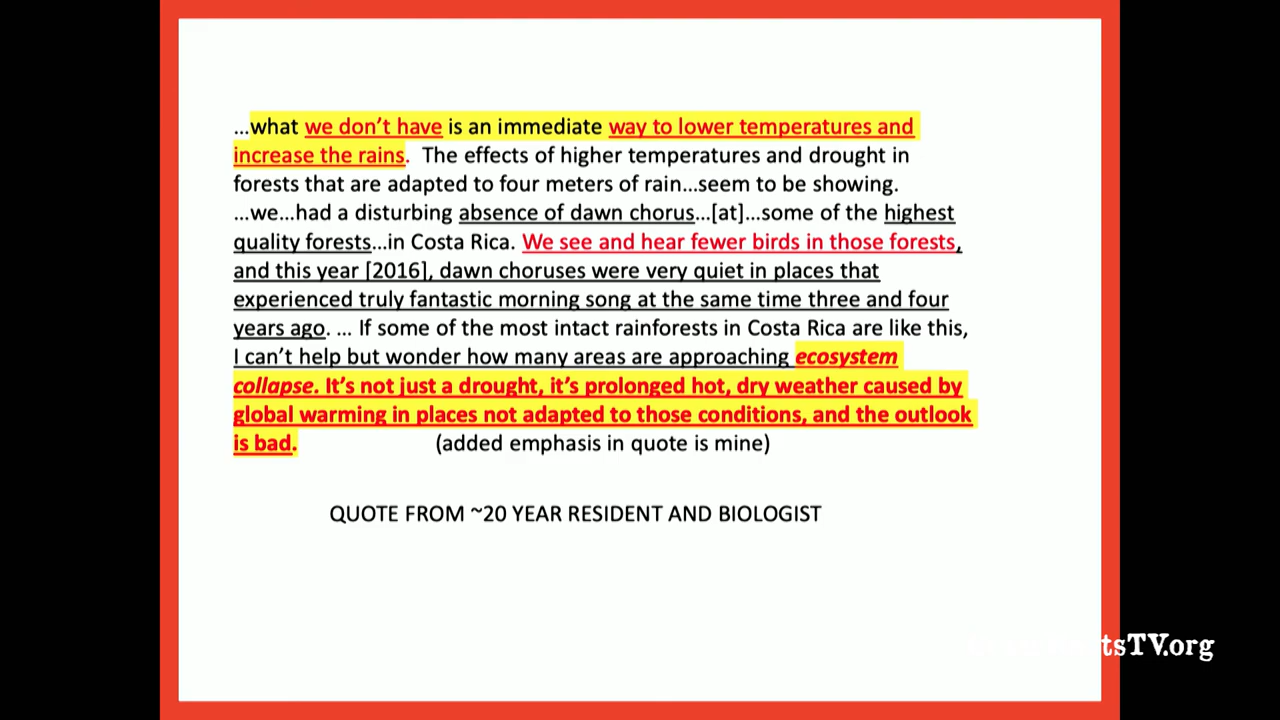 ...what we don't have is an immediate way to lower temperatures and
increase the rains.  The effects of higher temperatures and drought in
forests that are adapted to four meters of rain...seem to be showing.
...we...had a disturbing absence of dawn chorus...[at]...some of the highest
quality forests...in Costa Rica. We see and hear fewer birds in those forests,
and this year [2016], dawn choruses were very quiet in places that
experienced truly fantastic morning song at the same time three and four
years ago. ... If some of the most intact rainforests in Costa Rica are like this,
I can't help but wonder how many areas are approaching ecosystem
collapse. It's not just a drought, it's prolonged hot, dry weather caused by
global warming in places not adapted to those conditions, and the outlook
is bad. (added emphasis in quote is mine)
QUOTE FROM ~20 YEAR RESIDENT AND BIOLOGIST